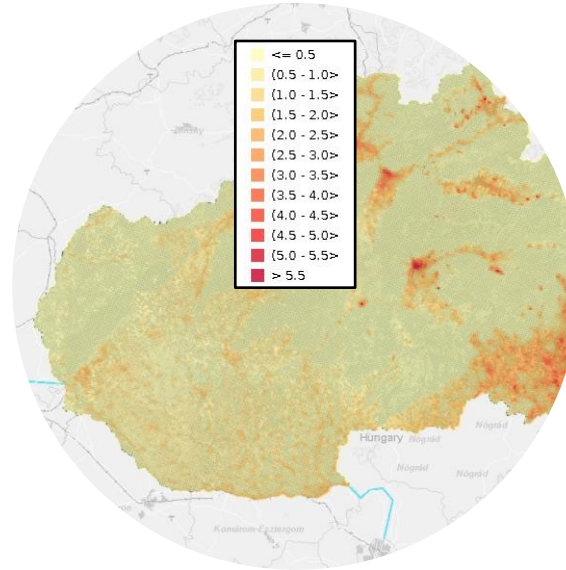 <= 0.5
(0.5 - 1.0>
(1.0 - 1.5>
(1.5 - 2.0>
(2.0 - 2.5>
(2.5 - 3.0>
(3.0 - 3.5>
(3.5 - 4.0>
(4.0 - 4.5>
(4.5 - 5.0>
(5.0 - 5.5>
> 5.5
Hungary
Nógrád
Nógrád
Nógrád
Nógrád
Komárom-Esztergom